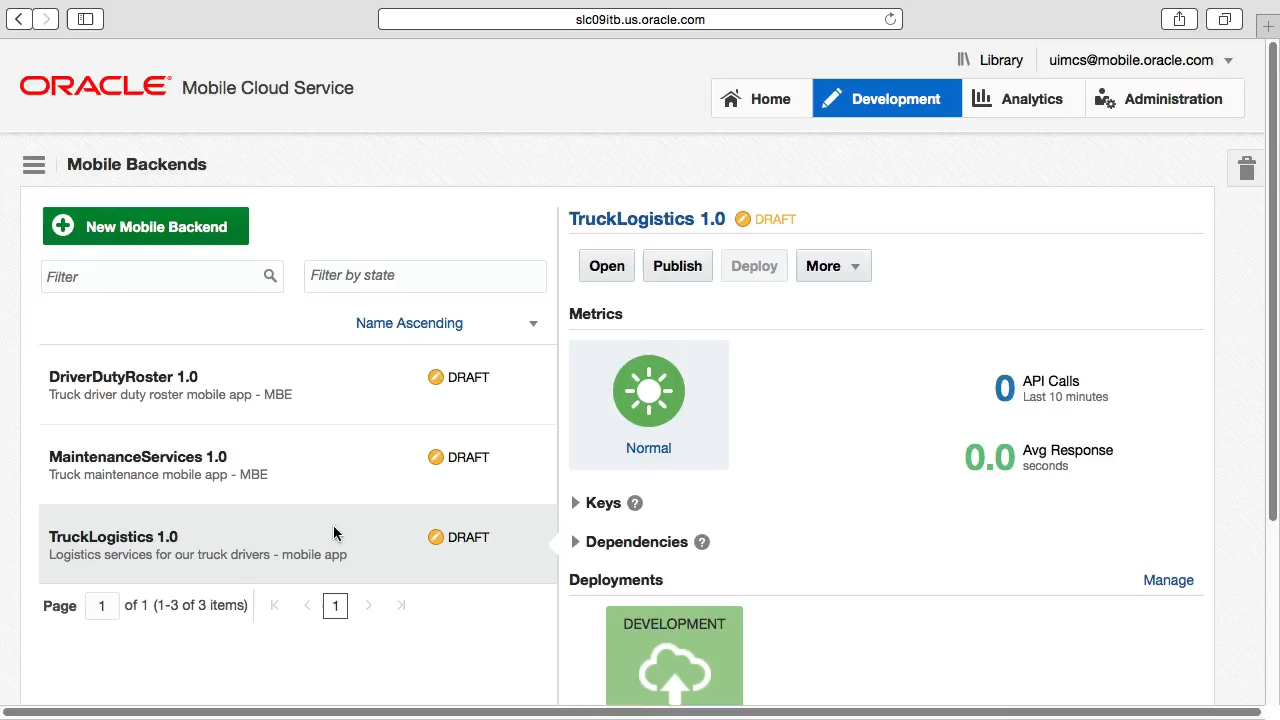 slc09itb.us.oracle.com
Library
uimcs@mobile.oracle.com
ORACLE Mobile Cloud Service
Home
Development
Analytics
Administration
Mobile Backends
New Mobile Backend
Filter
Filter by state
Name Ascending
DriverDutyRoster 1.0
DRAFT
Truck driver duty roster mobile app - MBE
MaintenanceServices 1.0
DRAFT
Truck maintenance mobile app - MBE
TruckLogistics 1.0
DRAFT
Logistics services for our truck drivers - mobile app
Page 1 of 1 (1-3 of 3 items) 1
TruckLogistics 1.0 DRAFT
Open
Publish
Deploy
More
Metrics
Normal
0 API Calls
Last 10 minutes
0.0 Avg Response
seconds
Keys ?
Dependencies ?
Deployments
Manage
DEVELOPMENT